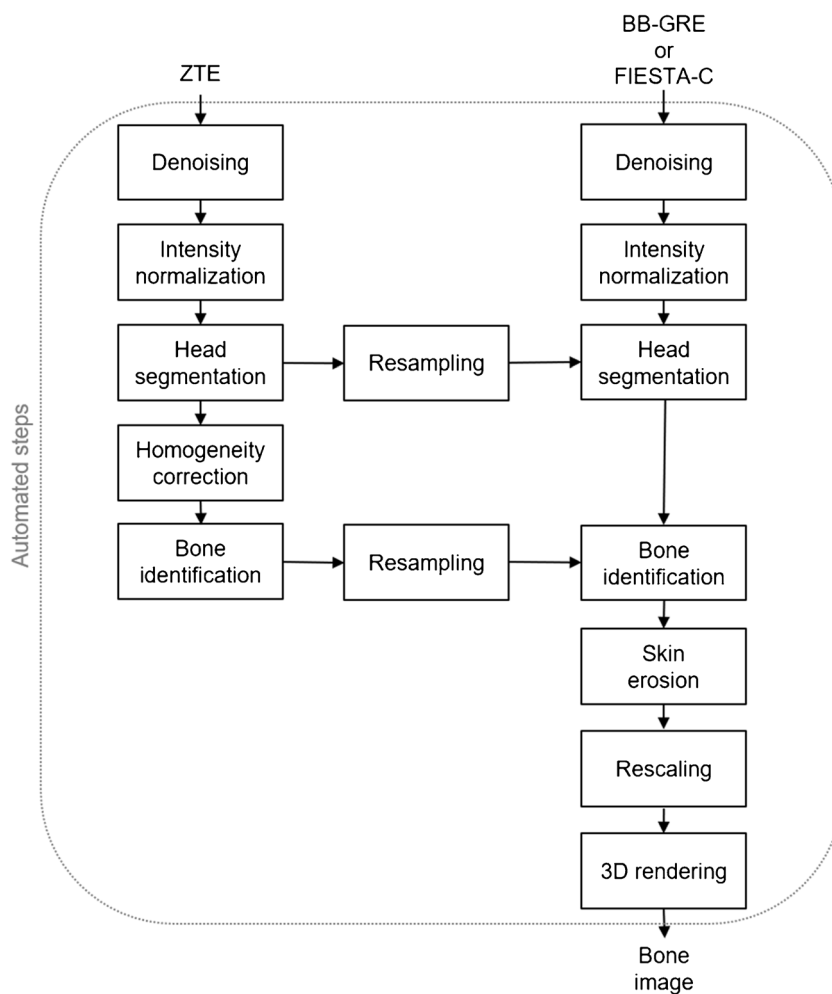 ZTE
BB-GRE
or
FIESTA-C
Denoising
Denoising
Intensity
normalization
Intensity
normalization
Head
segmentation
Resampling
Head
segmentation
Homogeneity
correction
Automated steps
Bone
identification
Resampling
Bone
identification
Skin
erosion
Rescaling
3D rendering
Bone
image